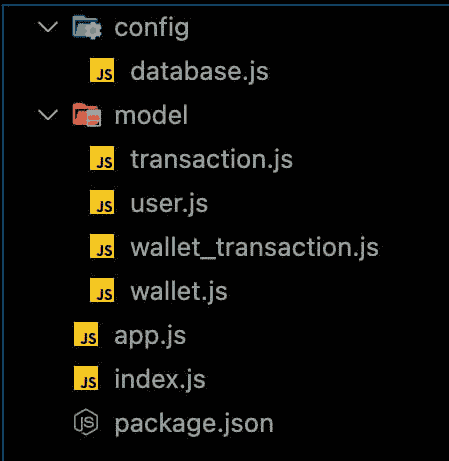 config
JS database.js
model
JS transaction.js
JS user.js
JS wallet_transaction.js
JS wallet.js
JS app.js
JS index.js
JS package.json